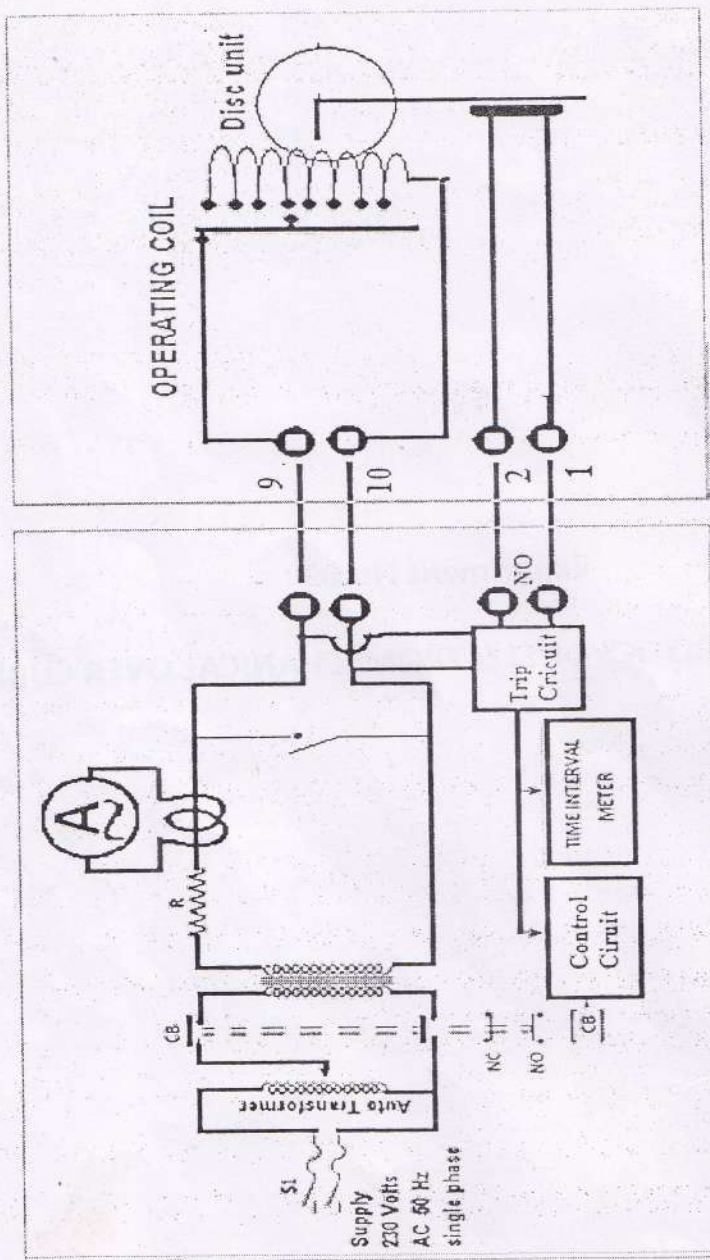 Supply
230 Volts
AC 50 Hz
single phase
S1
Auto Transformer
CB
NC
NO
CB
R
A
Control
Ciruit
TIME INTERVAL
METER
Trip
Cricuit
NO
9
10
2
1
OPERATING COIL
Disc unit